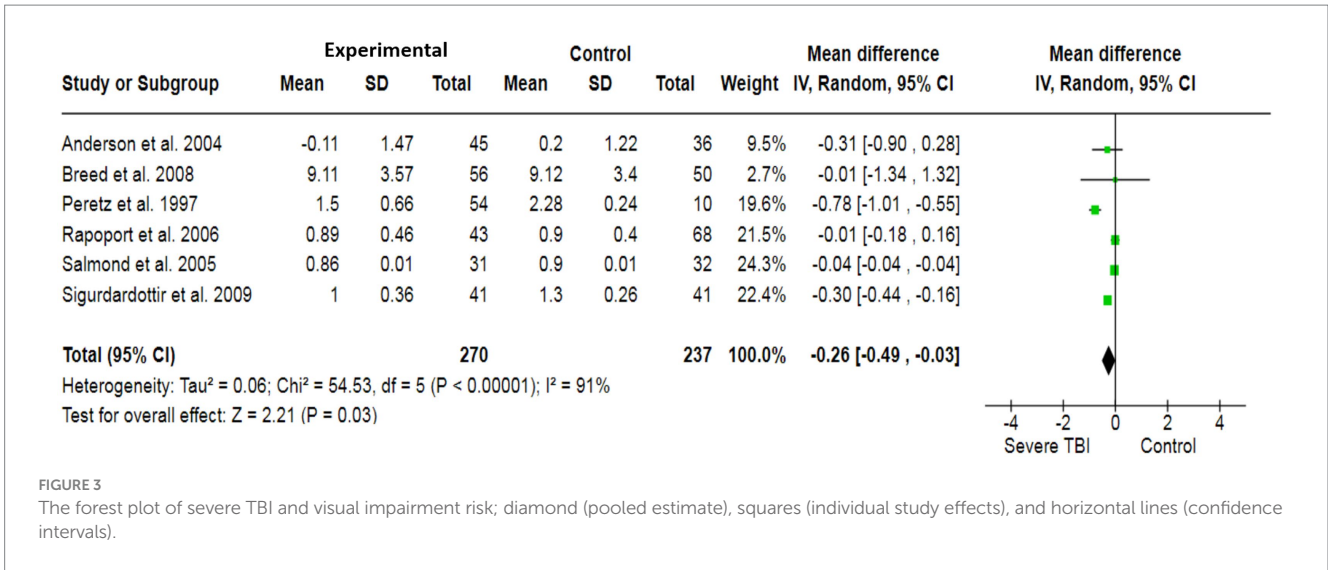 Experimental Control Mean difference Mean difference
Study or Subgroup Mean SD Total Mean SD Total Weight IV, Random, 95% CI IV, Random, 95% CI
Anderson et al. 2004 -0.11 1.47 45 0.2 1.22 36 9.5% -0.31 [-0.90 , 0.28]
Breed et al. 2008 9.11 3.57 56 9.12 3.4 50 2.7% -0.01 [-1.34 , 1.32]
Peretz et al. 1997 1.5 0.66 54 2.28 0.24 10 19.6% -0.78 [-1.01 , -0.55]
Rapoport et al. 2006 0.89 0.46 43 0.9 0.4 68 21.5% -0.01 [-0.18 , 0.16]
Salmond et al. 2005 0.86 0.01 31 0.9 0.01 32 24.3% -0.04 [-0.04 , -0.04]
Sigurdardottir et al. 2009 1 0.36 41 1.3 0.26 41 22.4% -0.30 [-0.44 , -0.16]
Total (95% CI) 270 237 100.0% -0.26 [-0.49 , -0.03]
Heterogeneity: Tau² = 0.06; Chi² = 54.53, df = 5 (P < 0.00001); I² = 91%
Test for overall effect: Z = 2.21 (P = 0.03)
-4 -2 0 2 4
Severe TBI Control
FIGURE 3
The forest plot of severe TBI and visual impairment risk; diamond (pooled estimate), squares (individual study effects), and horizontal lines (confidence
intervals).